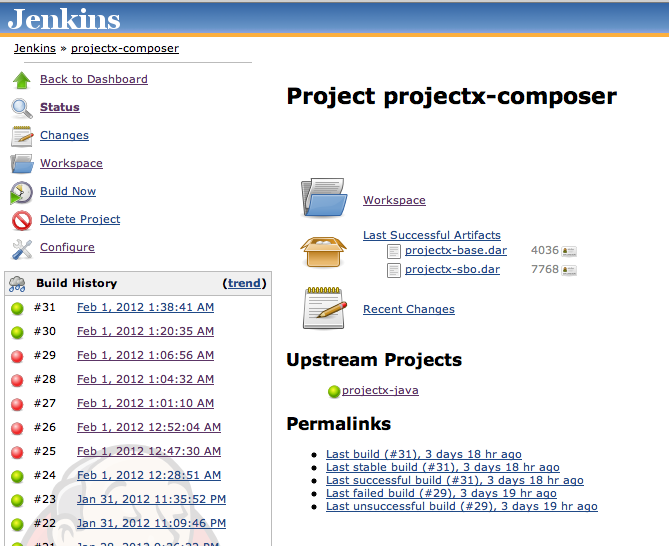 Jenkins
Jenkins » projectx-composer
Back to Dashboard
Status
Changes
Workspace
Build Now
Delete Project
Configure
Build History (trend)
#31 Feb 1, 2012 1:38:41 AM
#30 Feb 1, 2012 1:20:35 AM
#29 Feb 1, 2012 1:06:56 AM
#28 Feb 1, 2012 1:04:32 AM
#27 Feb 1, 2012 1:01:10 AM
#26 Feb 1, 2012 12:52:04 AM
#25 Feb 1, 2012 12:47:30 AM
#24 Feb 1, 2012 12:28:51 AM
#23 Jan 31, 2012 11:35:52 PM
#22 Jan 31, 2012 11:09:46 PM
Project projectx-composer
Workspace
Last Successful Artifacts
projectx-base.dar 4036
projectx-sbo.dar 7768
Recent Changes
Upstream Projects
projectx-java
Permalinks
Last build (#31), 3 days 18 hr ago
Last stable build (#31), 3 days 18 hr ago
Last successful build (#31), 3 days 18 hr ago
Last failed build (#29), 3 days 19 hr ago
Last unsuccessful build (#29), 3 days 19 hr ago